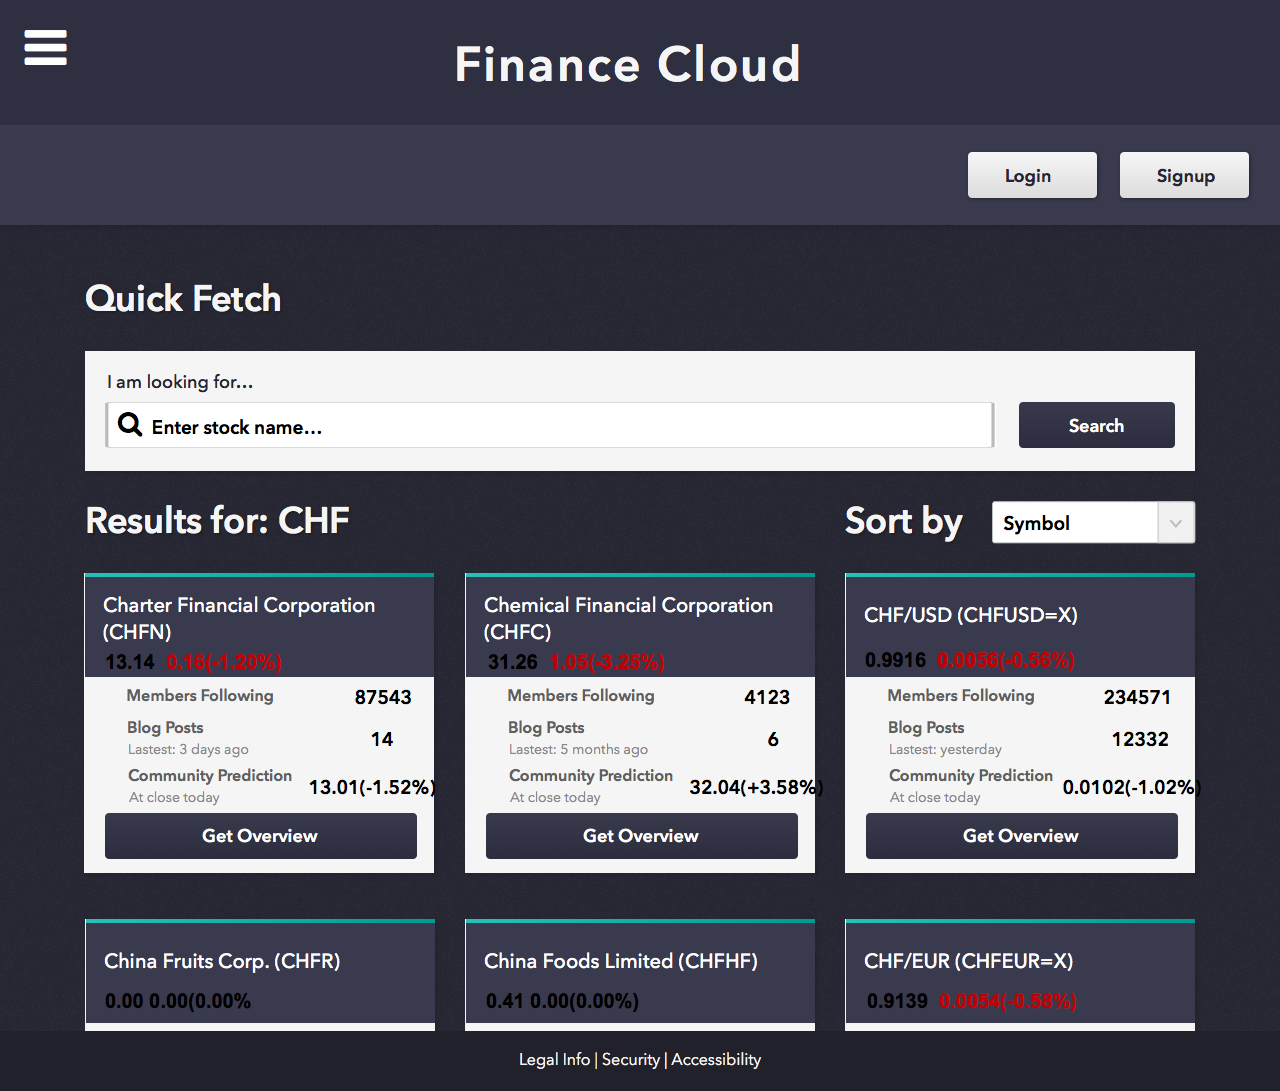 Finance Cloud
Login
Signup
Quick Fetch
I am looking for...
Enter stock name...
Search
Results for: CHF
Sort by
Symbol
Charter Financial Corporation
(CHFN)
13.14 0.16(-1.20%)
Members Following 87543
Blog Posts
Lastest: 3 days ago
14
Community Prediction
At close today
13.01(-1.52%)
Get Overview
Chemical Financial Corporation
(CHFC)
31.26 1.05(-3.25%)
Members Following 4123
Blog Posts
Lastest: 5 months ago
6
Community Prediction
At close today
32.04(+3.58%)
Get Overview
CHF/USD (CHFUSD=X)
0.9916 0.0056(-0.56%)
Members Following 234571
Blog Posts
Lastest: yesterday
12332
Community Prediction
At close today
0.0102(-1.02%)
Get Overview
China Fruits Corp. (CHFR)
0.00 0.00(0.00%
China Foods Limited (CHFHF)
0.41 0.00(0.00%)
CHF/EUR (CHFEUR=X)
0.9139 0.0054(-0.58%)
Legal Info | Security | Accessibility